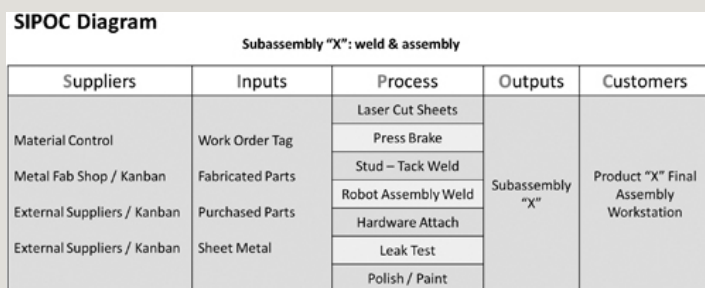 SIPOC Diagram
Subassembly “X”: weld & assembly
Suppliers
Inputs
Process
Outputs
Customers
Material Control
Metal Fab Shop / Kanban
External Suppliers / Kanban
External Suppliers / Kanban
Work Order Tag
Fabricated Parts
Purchased Parts
Sheet Metal
Laser Cut Sheets
Press Brake
Stud – Tack Weld
Robot Assembly Weld
Hardware Attach
Leak Test
Polish / Paint
Subassembly
“X”
Product “X” Final
Assembly
Workstation